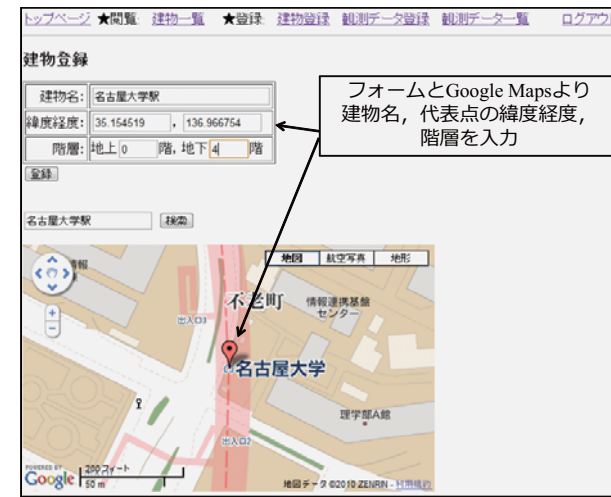 トップページ ★閲覧: 建物一覧 ★登録: 建物登録 観測データ登録 観測データ一覧 ログアウ
建物登録
建物名: 名古屋大学駅
緯度経度: 35.154519 , 136.966754
階層: 地上 0 階, 地下 4 階
登録
フォームとGoogle Mapsより
建物名，代表点の緯度経度，
階層を入力
名古屋大学駅 検索
地図 航空写真 地形
不老町
情報連携基盤
センター
出入口3
名古屋大学
理学部A館
出入口2
POWERED BY
Google
200 フィート
50 m
地図データ ©2010 ZENRIN - 利用規約